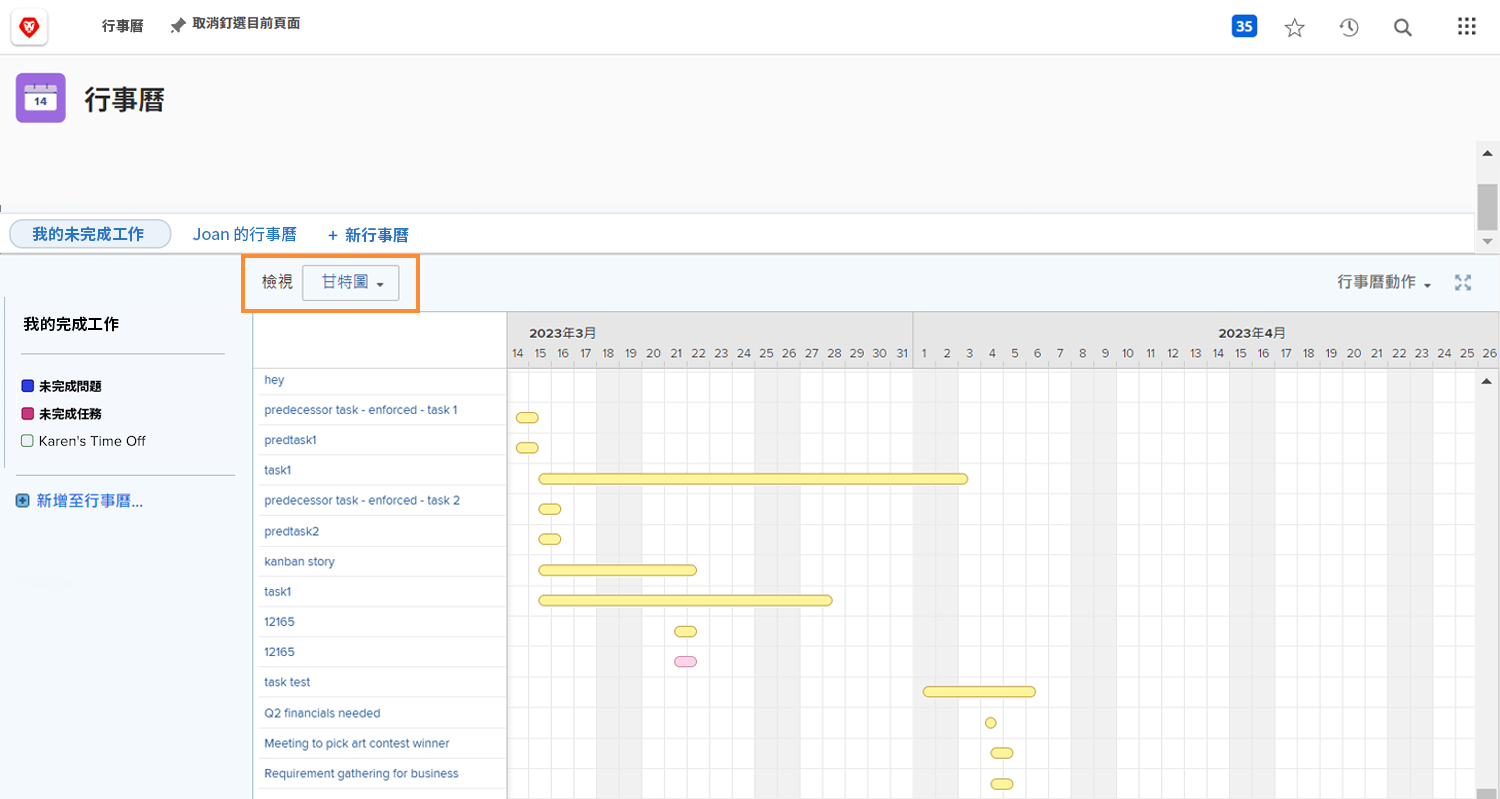 行事曆
取消釘選目前頁面
35
14
行事曆
我的未完成工作
Joan 的行事曆
+ 新行事曆
檢視
甘特圖
行事曆動作
我的完成工作
未完成問題
未完成任務
Karen's Time Off
新增至行事曆...
2023年3月
2023年4月
14 15 16 17 18 19 20 21 22 23 24 25 26 27 28 29 30 31 1 2 3 4 5 6 7 8 9 10 11 12 13 14 15 16 17 18 19 20 21 22 23 24 25 26
hey
predecessor task - enforced - task 1
predtask1
task1
predecessor task - enforced - task 2
predtask2
kanban story
task1
12165
12165
task test
Q2 financials needed
Meeting to pick art contest winner
Requirement gathering for business